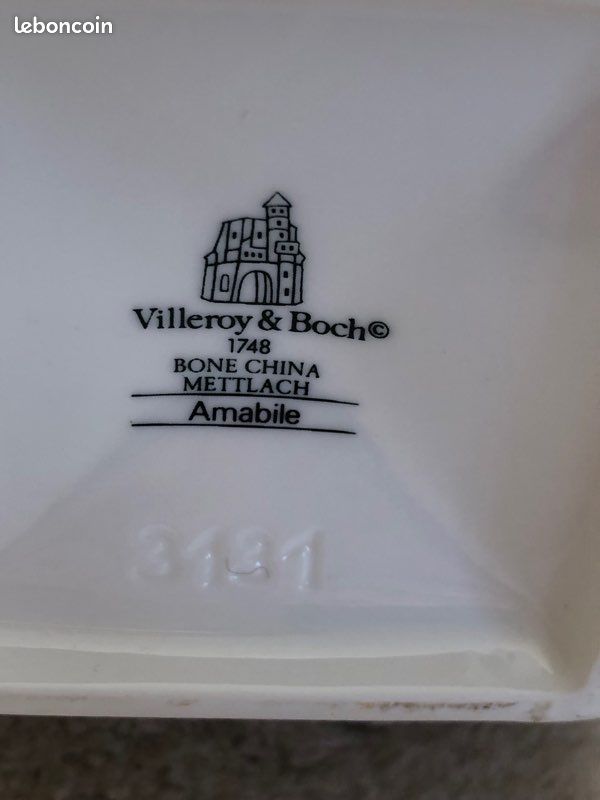 leboncoin
Villeroy & Boch©
1748
BONE CHINA
METTLACH
Amabile
3131